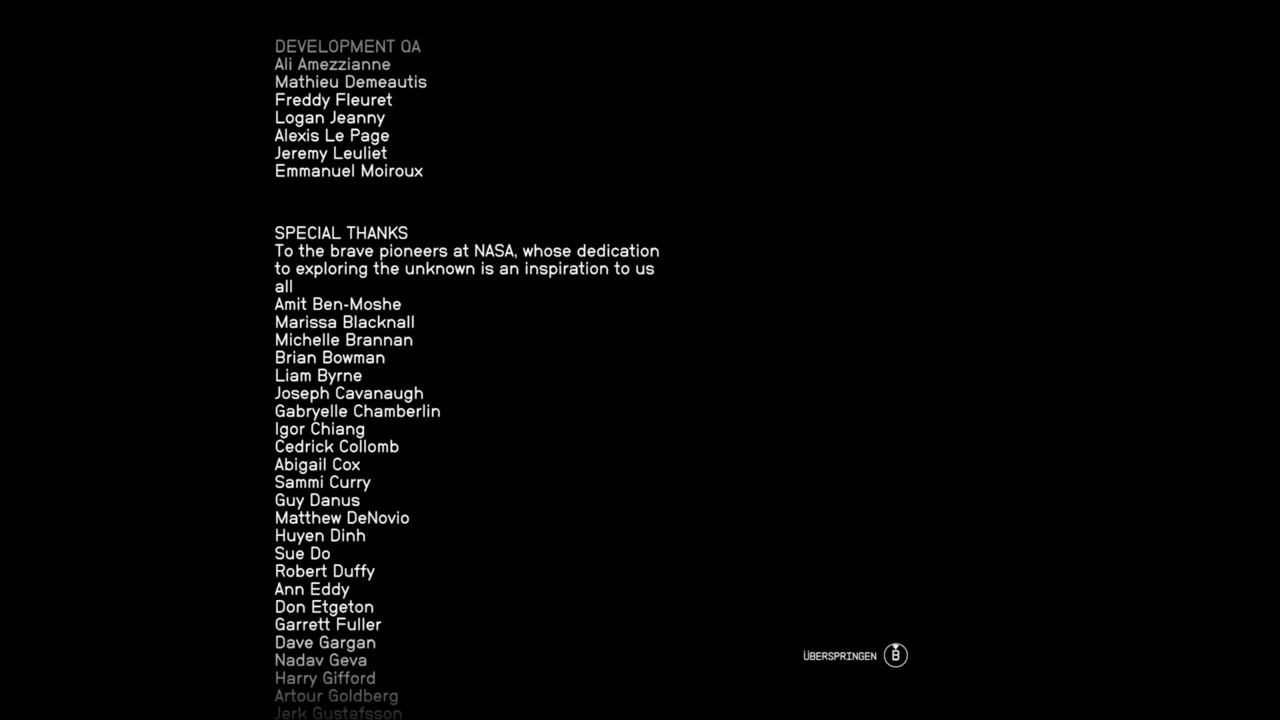 DEVELOPMENT QA
Ali Amezzianne
Mathieu Demeautis
Freddy Fleuret
Logan Jeanny
Alexis Le Page
Jeremy Leuliet
Emmanuel Moiroux
SPECIAL THANKS
To the brave pioneers at NASA, whose dedication
to exploring the unknown is an inspiration to us
all
Amit Ben-Moshe
Marissa Blacknall
Michelle Brannan
Brian Bowman
Liam Byrne
Joseph Cavanaugh
Gabryelle Chamberlin
Igor Chiang
Cedrick Collomb
Abigail Cox
Sammi Curry
Guy Danus
Matthew DeNovio
Huyen Dinh
Sue Do
Robert Duffy
Ann Eddy
Don Etgeton
Garrett Fuller
Dave Gargan
Nadav Geva
Harry Gifford
Artour Goldberg
Jerk Gustafsson
ÜBERSPRINGEN B